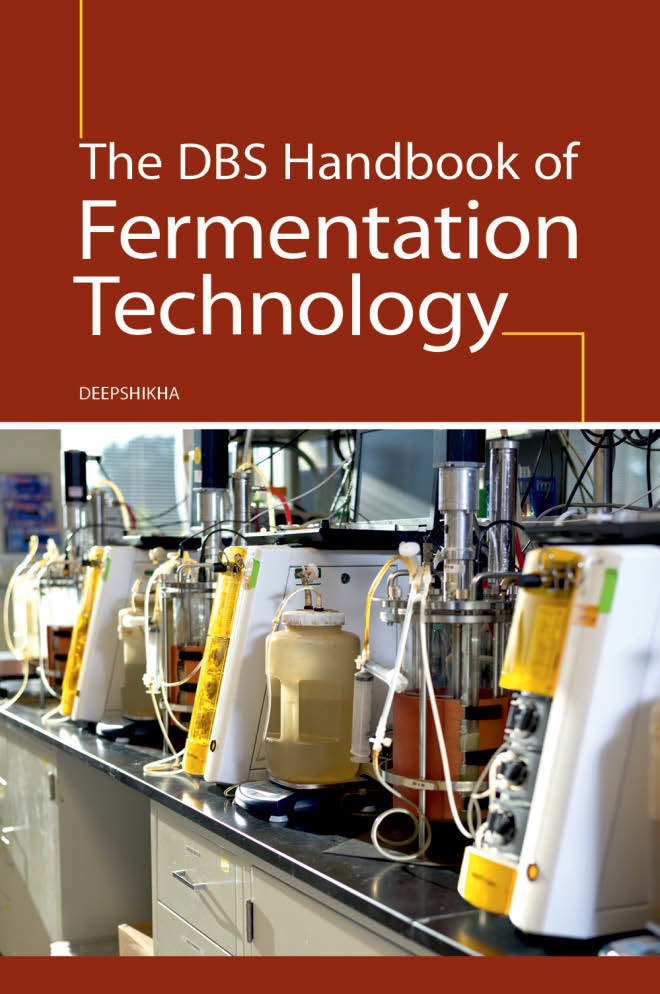 The DBS Handbook of
Fermentation
Technology
DEEPSHIKHA